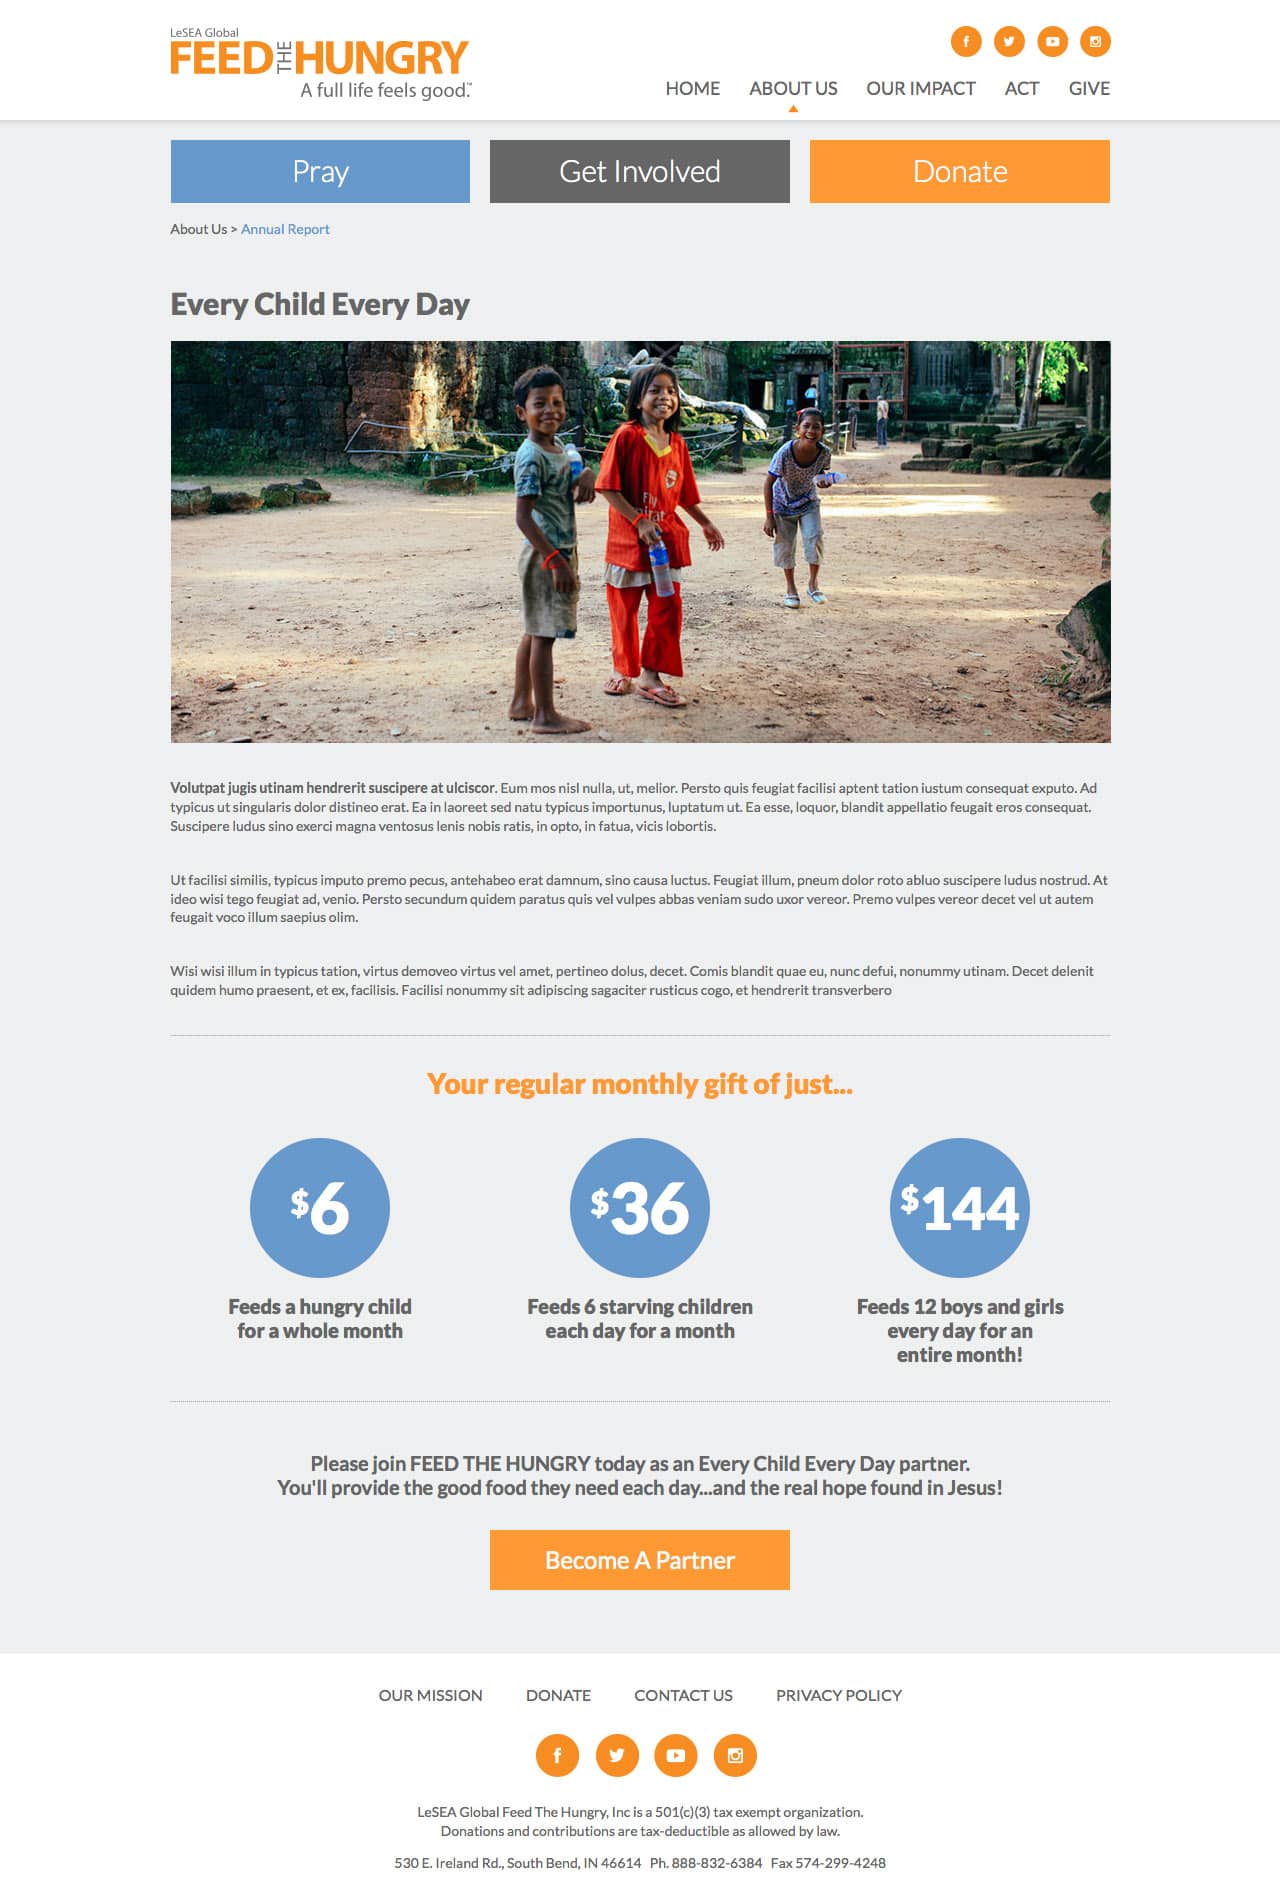 LeSEA Global
FEED THE HUNGRY
A full life feels good.™
HOME ABOUT US OUR IMPACT ACT GIVE
Pray Get Involved Donate
About Us > Annual Report
Every Child Every Day
Fly
Volutpat jugis utinam hendrerit suscipere at ulciscor. Eum mos nisl nulla, ut, melior. Persto quis feugiat facilisi aptent tation iustum consequat exputo. Ad
typicus ut singularis dolor distineo erat. Ea in laoreet sed natu typicus importunus, luptatum ut. Ea esse, loquor, blandit appellatio feugait eros consequat.
Suscipere ludus sino exerci magna ventosus lenis nobis ratis, in opto, in fatua, vicis lobortis.
Ut facilisi similis, typicus imputo premo pecus, antehabeo erat damnum, sino causa luctus. Feugiat illum, pneum dolor roto abluo suscipere ludus nostrud. At
ideo wisi tego feugiat ad, venio. Persto secundum quidem paratus quis vel vulpes abbas veniam sudo uxor vereor. Premo vulpes vereor decet vel ut autem
feugait voco illum saepius olim.
Wisi wisi illum in typicus tation, virtus demoveo virtus vel amet, pertineo dolus, decet. Comis blandit quae eu, nunc defui, nonummy utinam. Decet delenit
quidem humo praesent, et ex, facilisis. Facilisi nonummy sit adipiscing sagaciter rusticus cogo, et hendrerit transverbero
Your regular monthly gift of just...
$6
Feeds a hungry child
for a whole month
$36
Feeds 6 starving children
each day for a month
$144
Feeds 12 boys and girls
every day for an
entire month!
Please join FEED THE HUNGRY today as an Every Child Every Day partner.
You'll provide the good food they need each day...and the real hope found in Jesus!
Become A Partner
OUR MISSION DONATE CONTACT US PRIVACY POLICY
LeSEA Global Feed The Hungry, Inc is a 501(c)(3) tax exempt organization.
Donations and contributions are tax-deductible as allowed by law.
530 E. Ireland Rd., South Bend, IN 46614 Ph. 888-832-6384 Fax 574-299-4248